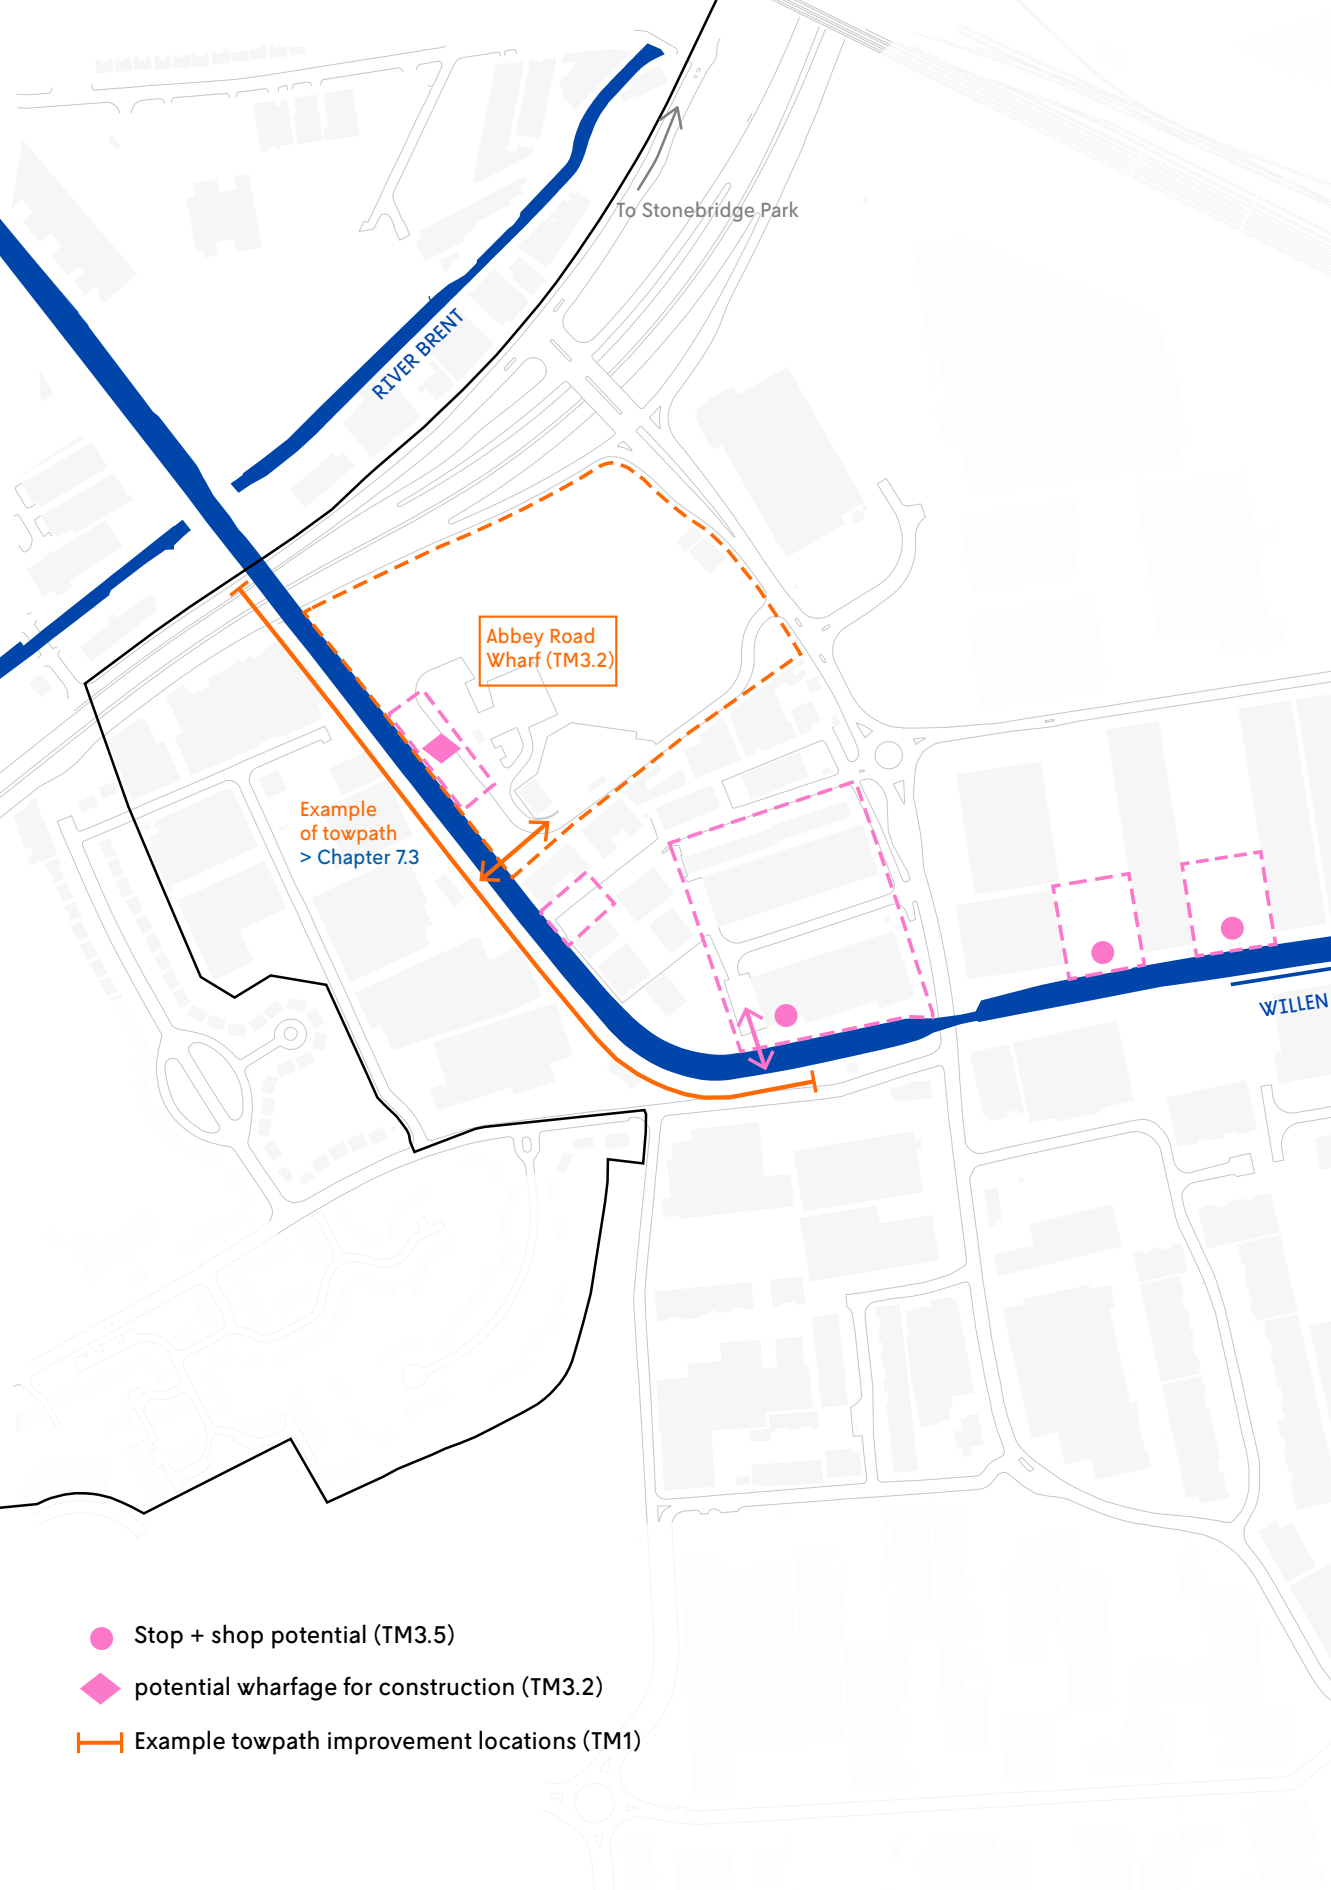 To Stonebridge Park
RIVER BRENT
Abbey Road
Wharf (TM3.2)
Example
of towpath
> Chapter 7.3
WILLEN
Stop + shop potential (TM3.5)
potential wharfage for construction (TM3.2)
Example towpath improvement locations (TM1)